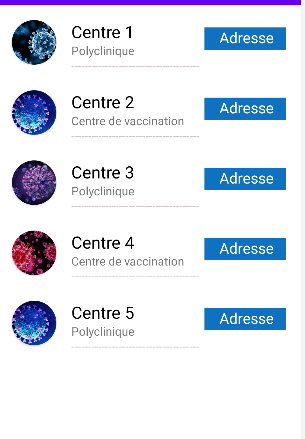 Centre 1
Adresse
Polyclinique
Centre 2
Adresse
Centre de vaccination
Centre 3
Adresse
Polyclinique
Centre 4
Adresse
Centre de vaccination
Centre 5
Adresse
Polyclinique